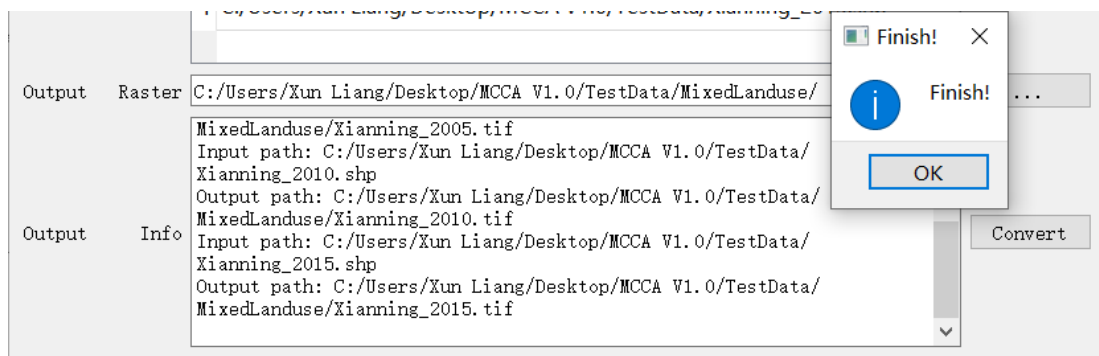 Finish!
Finish!
OK
Output Raster C:/Users/Xun Liang/Desktop/MCCA V1.0/TestData/MixedLanduse/ ...
MixedLanduse/Xianning_2005.tif
Input path: C:/Users/Xun Liang/Desktop/MCCA V1.0/TestData/
Xianning_2010.shp
Output path: C:/Users/Xun Liang/Desktop/MCCA V1.0/TestData/
MixedLanduse/Xianning_2010.tif
Output Info
Input path: C:/Users/Xun Liang/Desktop/MCCA V1.0/TestData/
Xianning_2015.shp
Output path: C:/Users/Xun Liang/Desktop/MCCA V1.0/TestData/
MixedLanduse/Xianning_2015.tif
Convert